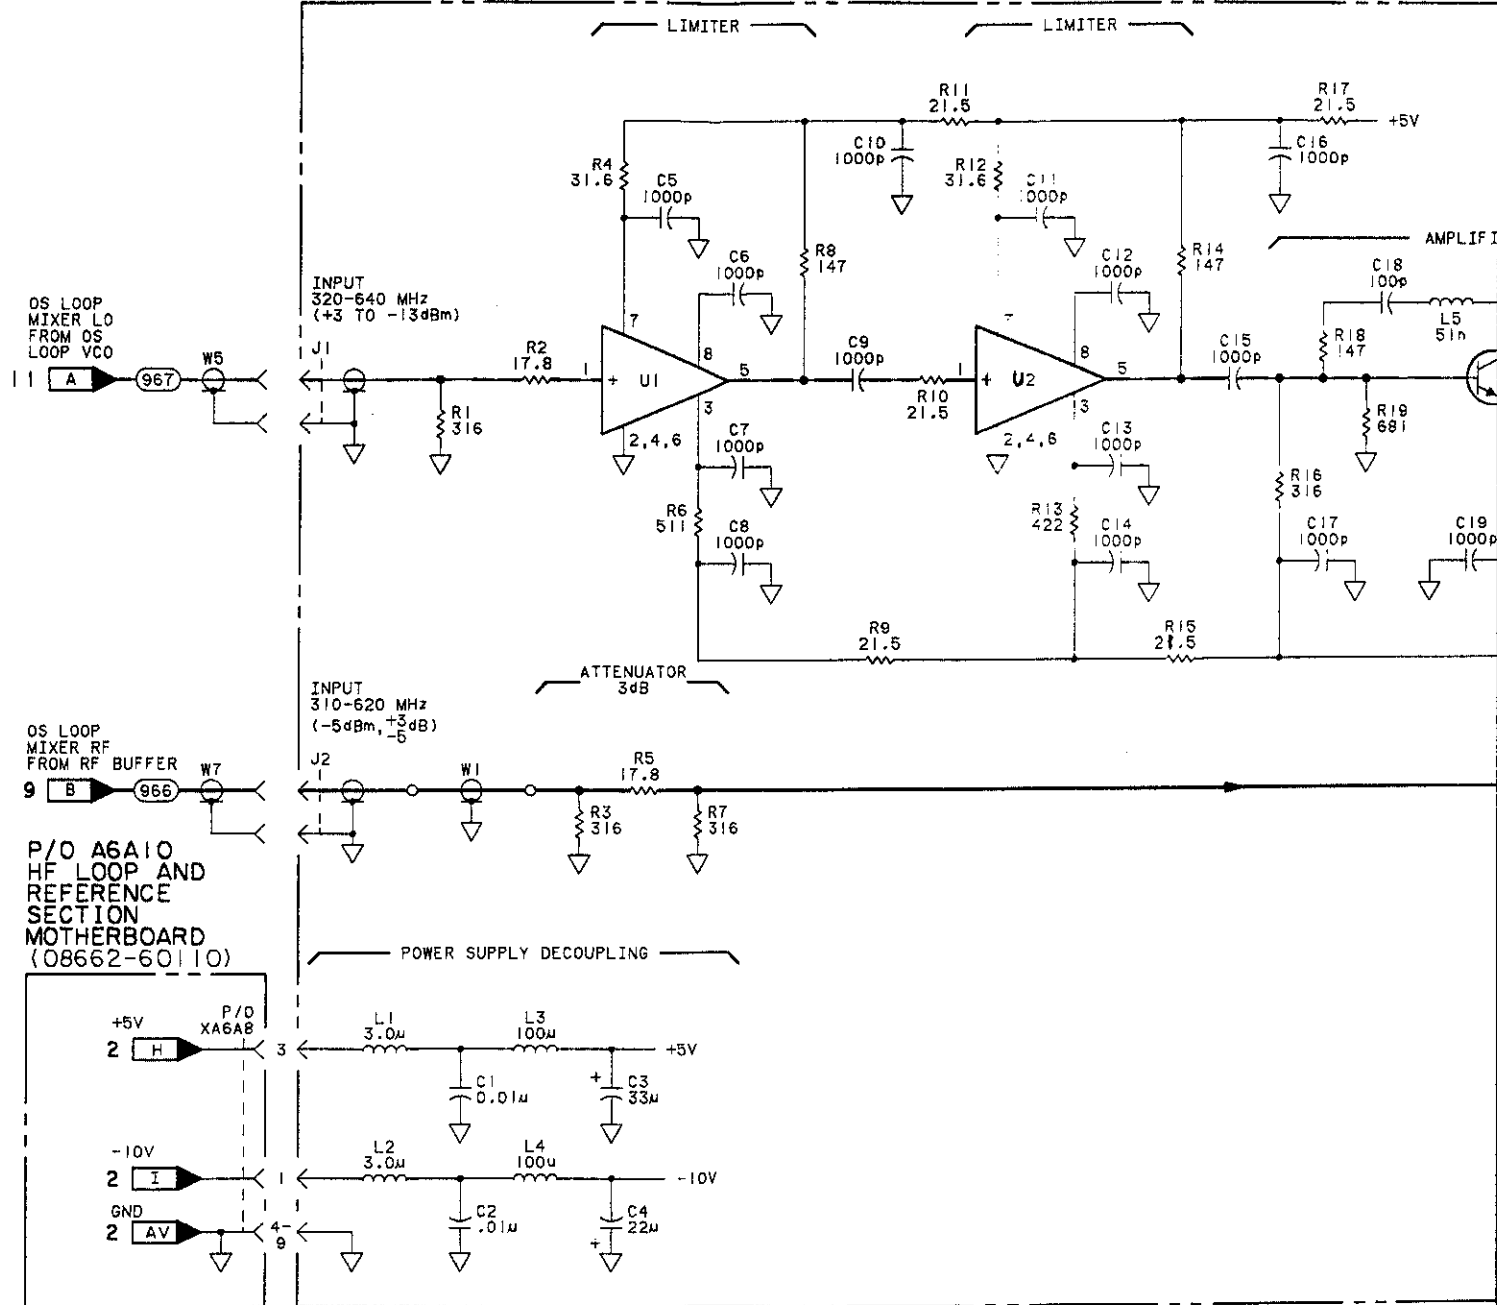 LIMITER
LIMITER
R11
21.5
R17
21.5
+5V
C10
1000p
C16
1000p
R4
31.6
C5
1000p
R12
31.6
C11
1000p
AMPLIFI
R8
147
R14
147
C6
1000p
C12
1000p
C18
100p
L5
51n
INPUT
320-640 MHz
(+3 TO -13dBm)
OS LOOP
MIXER LO
FROM OS
LOOP VCO
11 A 967 W5
J1
R2
17.8
1 + U1 5
7
8
3
2,4,6
C9
1000p
R10
21.5
1 + U2 5
7
8
3
2,4,6
C15
1000p
R18
147
R1
316
R19
681
C7
1000p
C13
1000p
R16
316
R6
511
C8
1000p
R13
422
C14
1000p
C17
1000p
C19
1000p
R9
21.5
R15
21.5
ATTENUATOR
3dB
INPUT
310-620 MHz
(-5dBm, +3 -5 dB)
OS LOOP
MIXER RF
FROM RF BUFFER
9 B 966 W7
J2
W1
R5
17.8
R3
316
R7
316
P/O A6A10
HF LOOP AND
REFERENCE
SECTION
MOTHERBOARD
(08662-60110)
POWER SUPPLY DECOUPLING
P/O
XA6A8
+5V
2 H 3
L1
3.0µ
L3
100µ
+5V
C1
0.01µ
+ C3
33µ
-10V
2 I 1
L2
3.0µ
L4
100µ
-10V
C2
.01µ
C4
22µ
+
GND
2 AV 4-
9